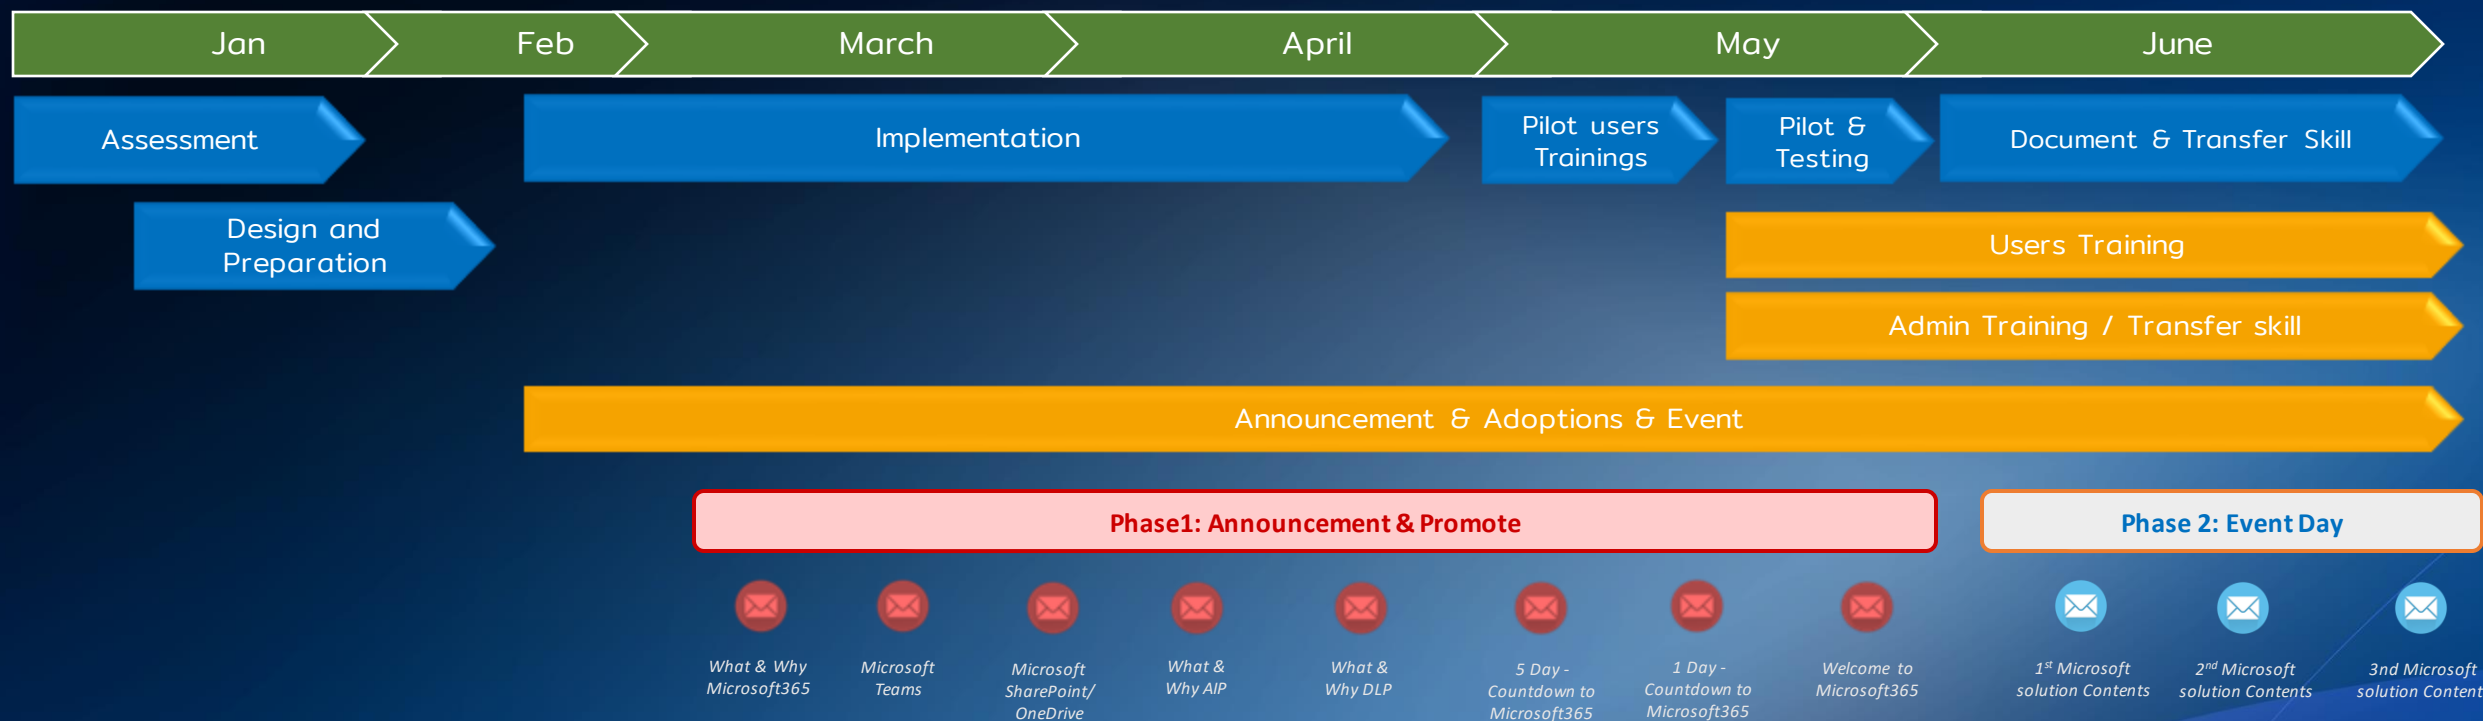 Jan
Feb
March
April
May
June
Assessment
Implementation
Pilot users
Trainings
Pilot &
Testing
Document & Transfer Skill
Design and
Preparation
Users Training
Admin Training / Transfer skill
Announcement & Adoptions & Event
Phase1: Announcement & Promote
Phase 2: Event Day
What & Why
Microsoft365
Microsoft
Teams
Microsoft
SharePoint/
OneDrive
What &
Why AIP
What &
Why DLP
5 Day -
Countdown to
Microsoft365
1 Day -
Countdown to
Microsoft365
Welcome to
Microsoft365
1st Microsoft
solution Contents
2nd Microsoft
solution Contents
3nd Microsoft
solution Content